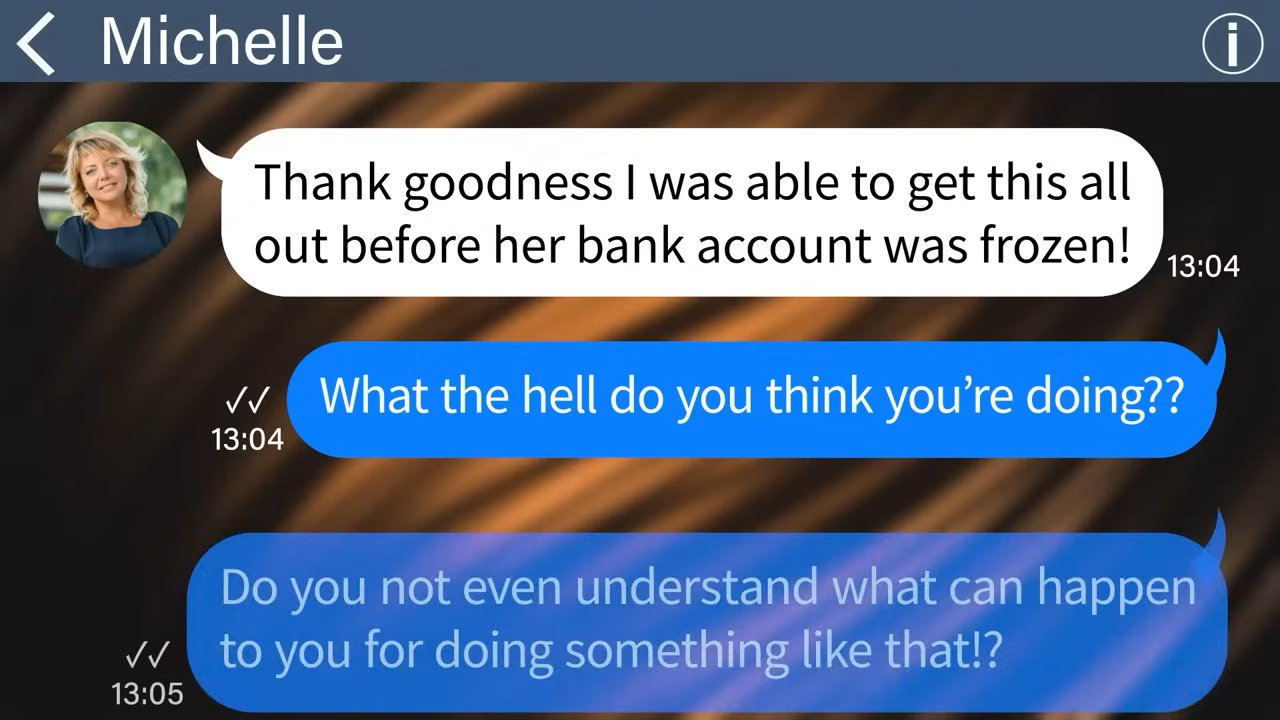 Michelle
Thank goodness I was able to get this all
out before her bank account was frozen!
13:04
What the hell do you think you’re doing??
13:04
Do you not even understand what can happen
to you for doing something like that!?
13:05